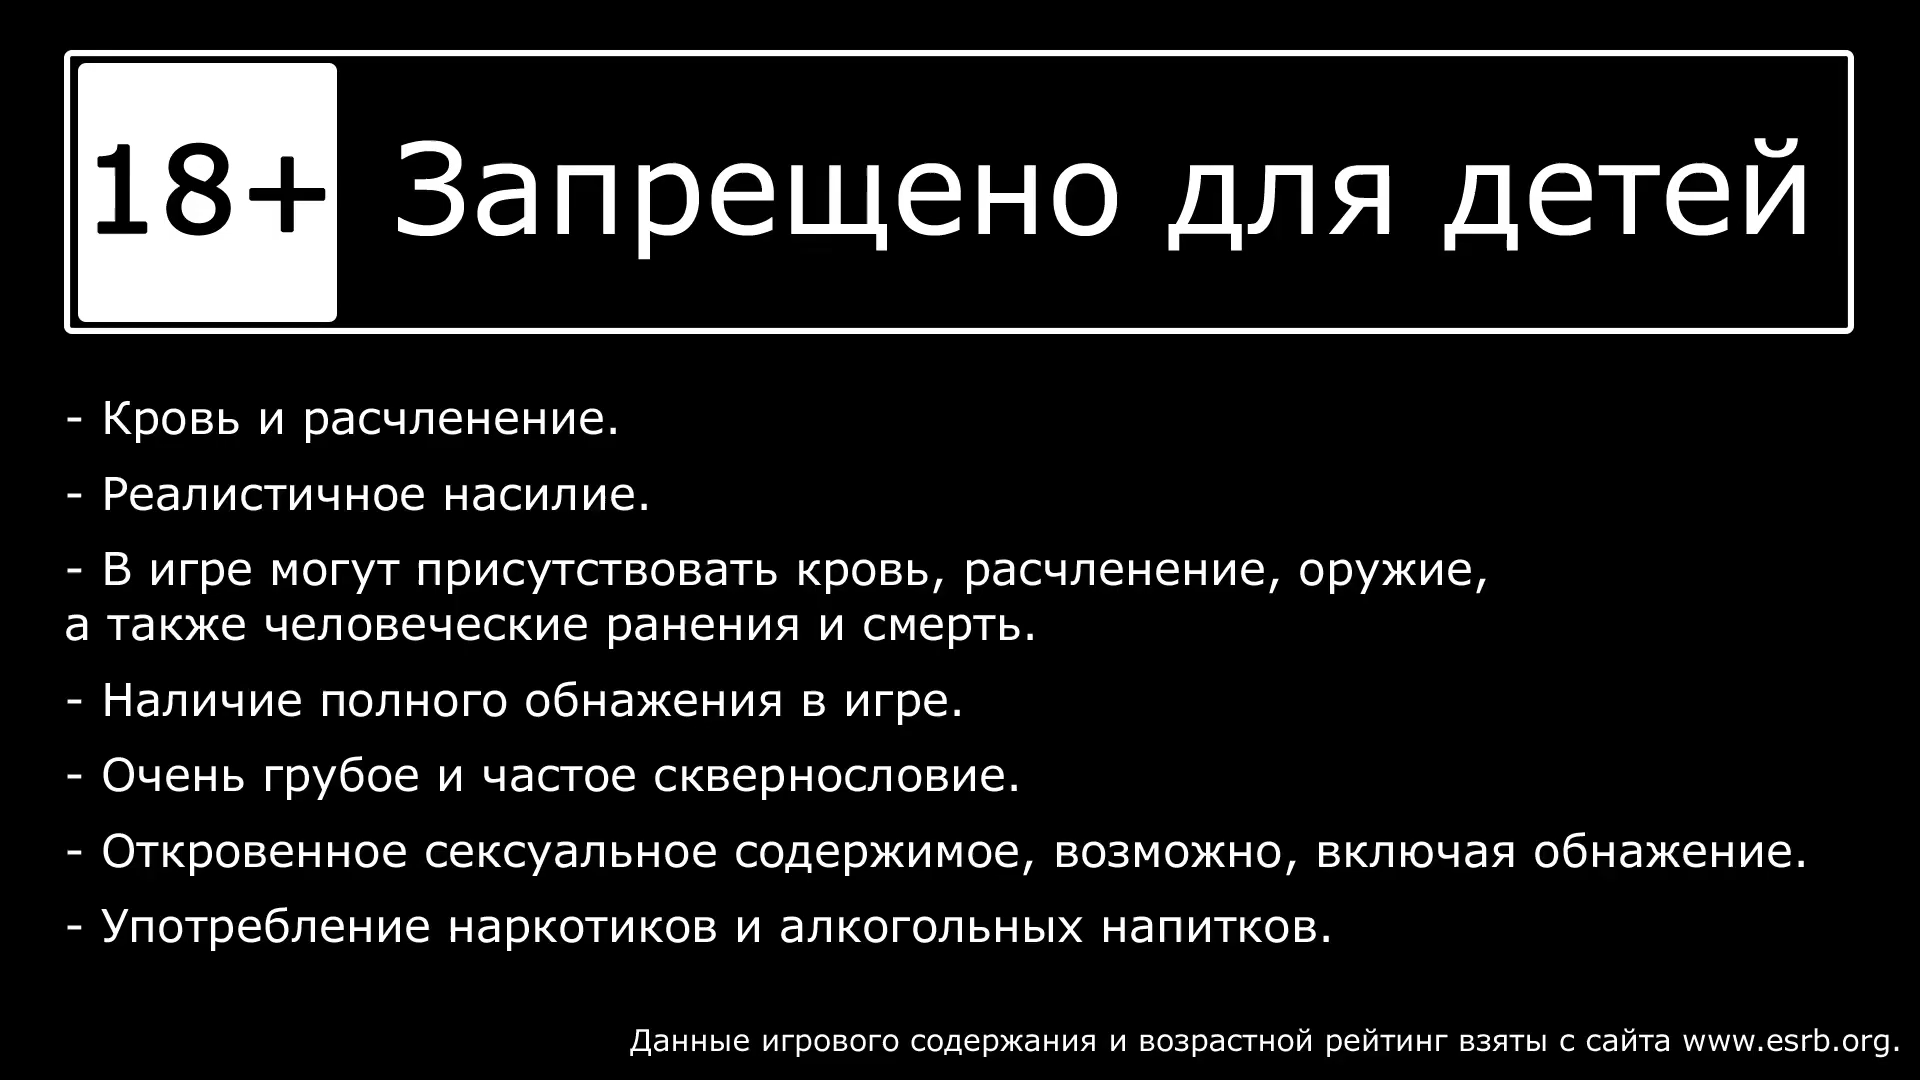 18+ Запрещено для детей
- Кровь и расчленение.
- Реалистичное насилие.
- В игре могут присутствовать кровь, расчленение, оружие,
а также человеческие ранения и смерть.
- Наличие полного обнажения в игре.
- Очень грубое и частое сквернословие.
- Откровенное сексуальное содержимое, возможно, включая обнажение.
- Употребление наркотиков и алкогольных напитков.
Данные игрового содержания и возрастной рейтинг взяты с сайта www.esrb.org.